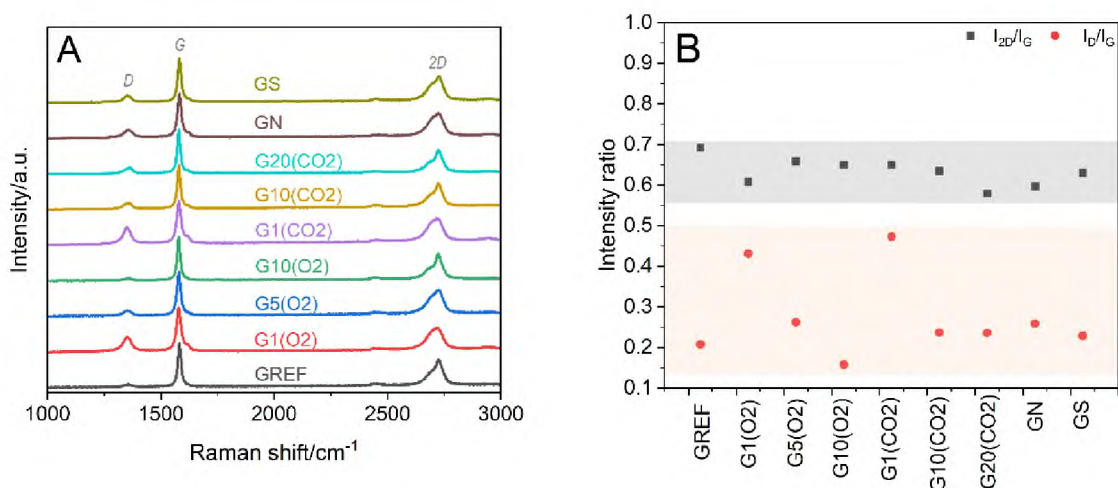 A
D
G
2D
GS
GN
G20(CO2)
G10(CO2)
G1(CO2)
G10(O2)
G5(O2)
G1(O2)
GREF
Intensity/a.u.
1000
1500
2000
2500
3000
Raman shift/cm-1
B
I2D/IG
ID/IG
Intensity ratio
1.0
0.9
0.8
0.7
0.6
0.5
0.4
0.3
0.2
0.1
GREF
G1(O2)
G5(O2)
G10(O2)
G1(CO2)
G10(CO2)
G20(CO2)
GN
GS